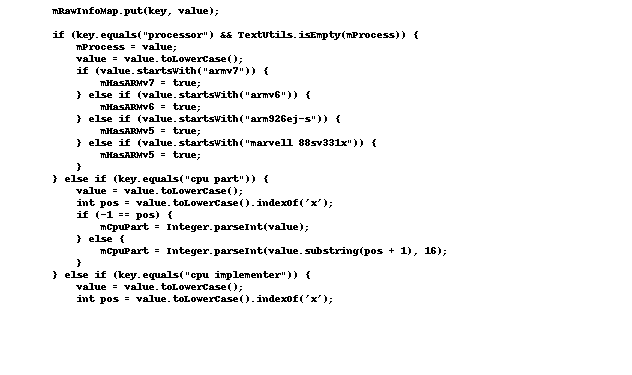 mRawInfoMap.put(key, value);
if (key.equals("processor") && TextUtils.isEmpty(mProcess)) {
mProcess = value;
value = value.toLowerCase();
if (value.startsWith("armv7")) {
mHasARMv7 = true;
} else if (value.startsWith("armv6")) {
mHasARMv6 = true;
} else if (value.startsWith("arm926ej-s")) {
mHasARMv5 = true;
} else if (value.startsWith("marvell 88sv331x")) {
mHasARMv5 = true;
}
} else if (key.equals("cpu part")) {
value = value.toLowerCase();
int pos = value.toLowerCase().indexOf('x');
if (-1 == pos) {
mCpuPart = Integer.parseInt(value);
} else {
mCpuPart = Integer.parseInt(value.substring(pos + 1), 16);
}
} else if (key.equals("cpu implementer")) {
value = value.toLowerCase();
int pos = value.toLowerCase().indexOf('x');